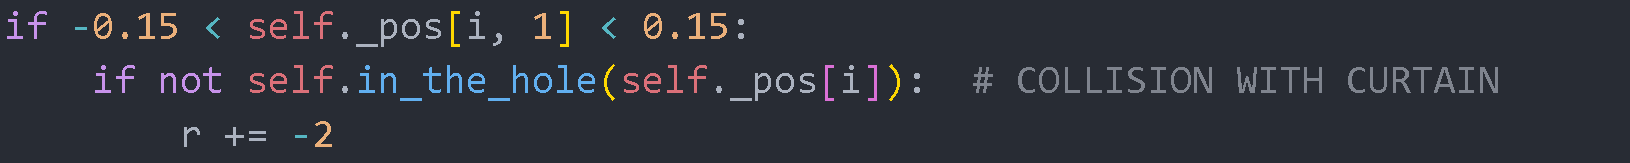 if -0.15 < self._pos[i, 1] < 0.15:
    if not self.in_the_hole(self._pos[i]):  # COLLISION WITH CURTAIN
        r += -2